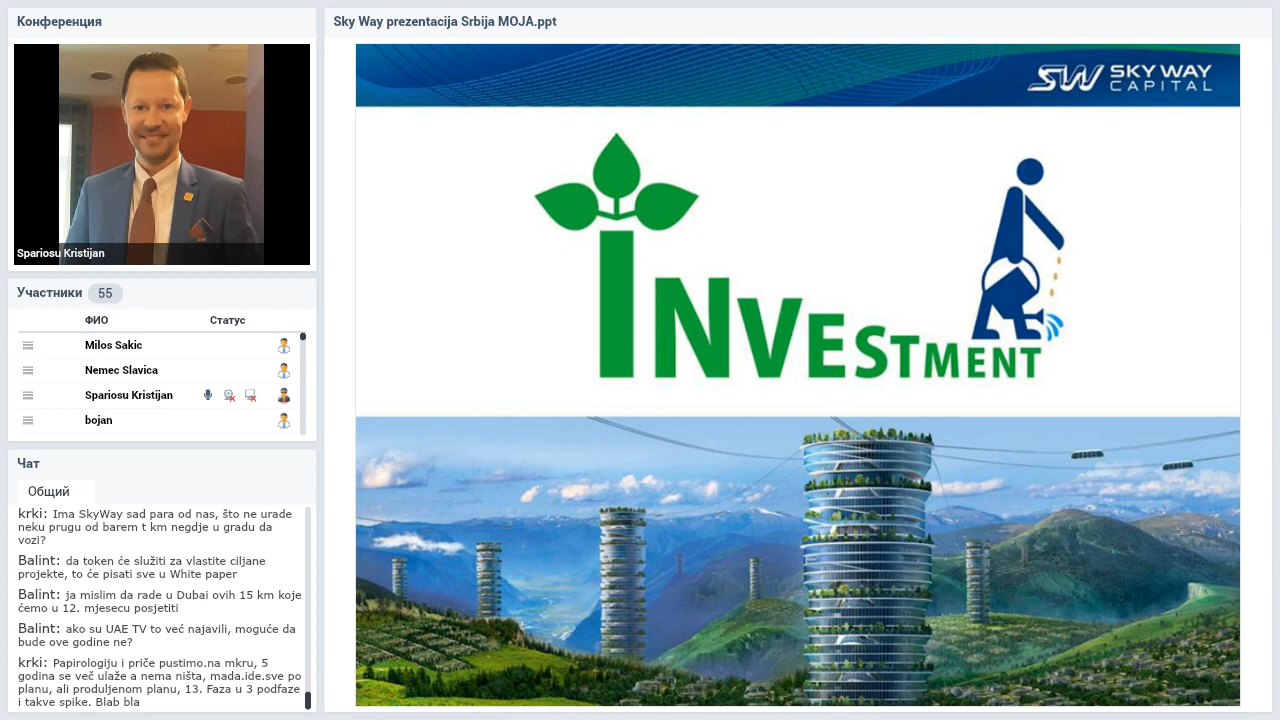 Конференция
Spariosu Kristijan
Участники 55
ФИО Статус
Milos Sakic
Nemec Slavica
Spariosu Kristijan
bojan
Чат
Общий
krki: Ima SkyWay sad para od nas, što ne urade
neku prugu od barem t km negdje u gradu da
vozi?
Balint: da token će služiti za vlastite ciljane
projekte, to će pisati sve u White paper
Balint: ja mislim da rade u Dubai ovih 15 km koje
ćemo u 12. mjesecu posjetiti
Balint: ako su UAE TV to već najavili, moguće da
bude ove godine već
krki: Papirologiju i priče pustimo.na mkru, 5
godina se več ulaže a nema ništa, mada.ide.sve po
planu, ali produljenom planu, 13. Faza u 3 podfaze
i takve spike. Blah blah
Sky Way prezentacija Srbija MOJA.ppt
SW SKY WAY
CAPITAL
INVESTMENT